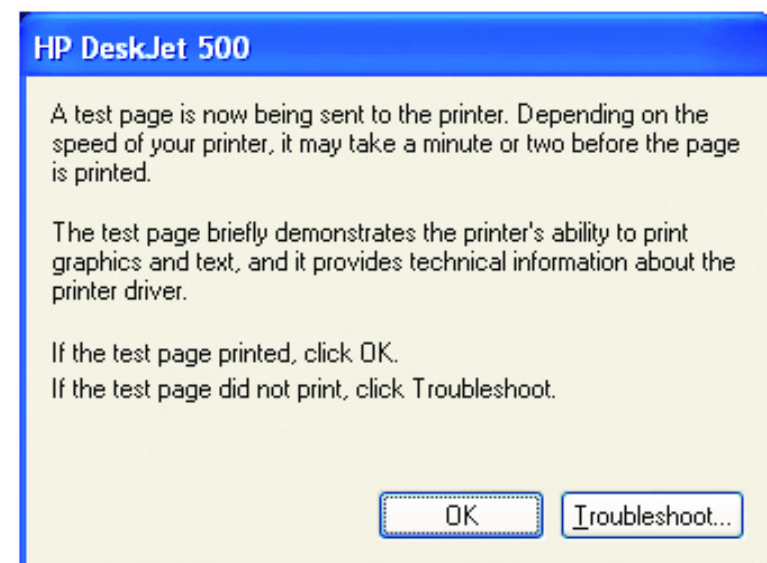 HP DeskJet 500
A test page is now being sent to the printer. Depending on the
speed of your printer, it may take a minute or two before the page
is printed.
The test page briefly demonstrates the printer's ability to print
graphics and text, and it provides technical information about the
printer driver.
If the test page printed, click OK.
If the test page did not print, click Troubleshoot.
OK
Troubleshoot...